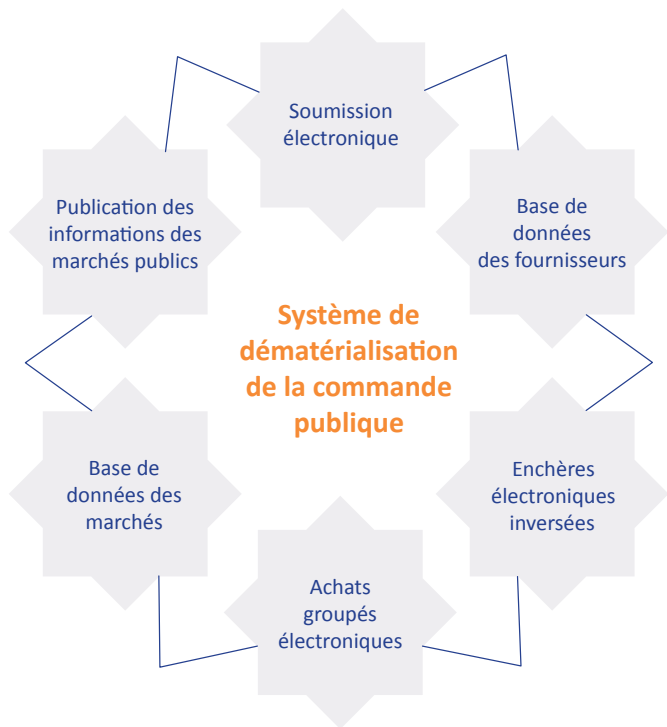 Soumission
électronique
Publication des
informations des
marchés publics
Base de
données
des fournisseurs
Système de
dématérialisation
de la commande
publique
Base de
données des
marchés
Enchères
électroniques
inversées
Achats
groupés
électroniques